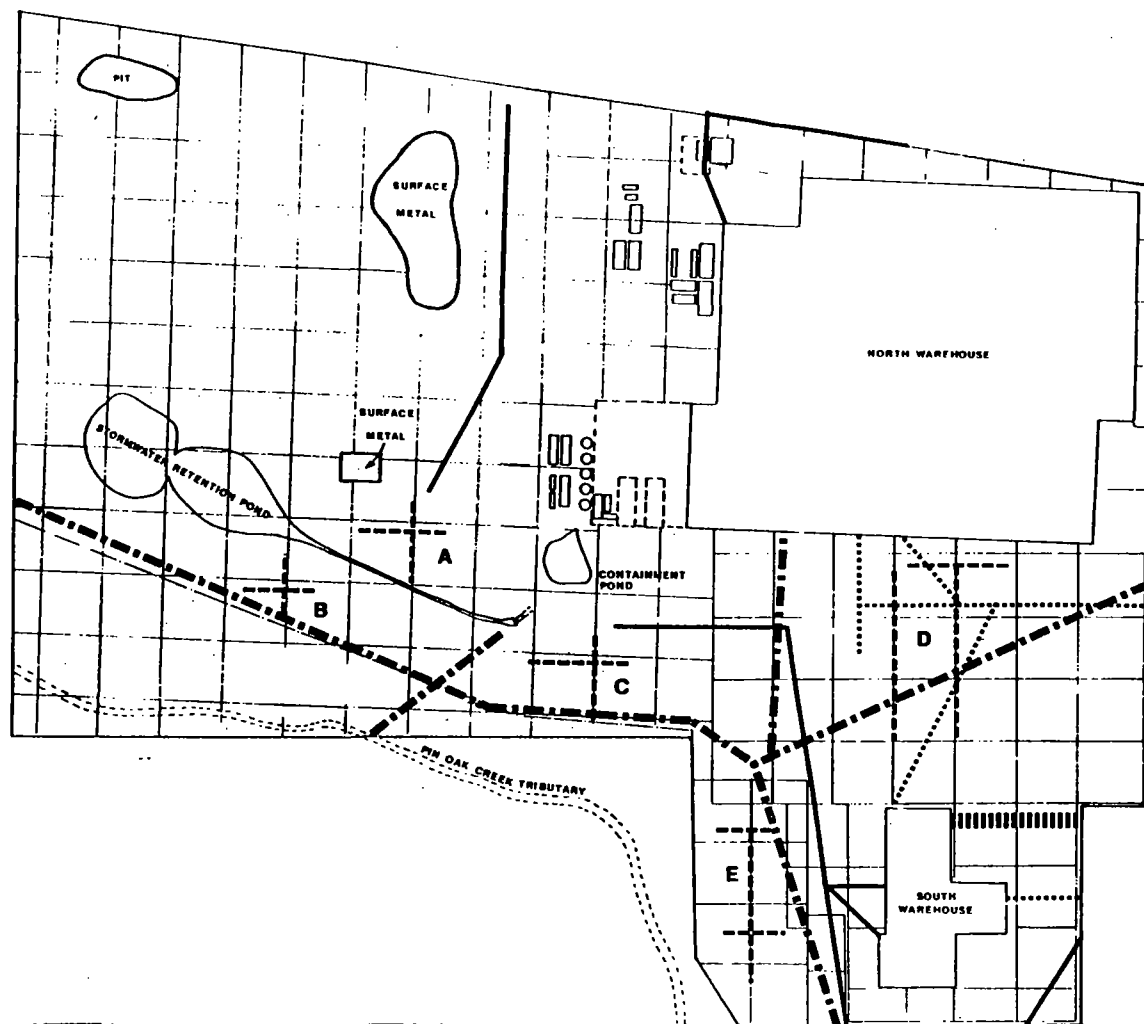 PIT
SURFACE
METAL
NORTH WAREHOUSE
SURFACE
METAL
STORMWATER RETENTION POND
A
CONTAINMENT
POND
B
D
C
PIN OAK CREEK TRIBUTARY
E
SOUTH
WAREHOUSE